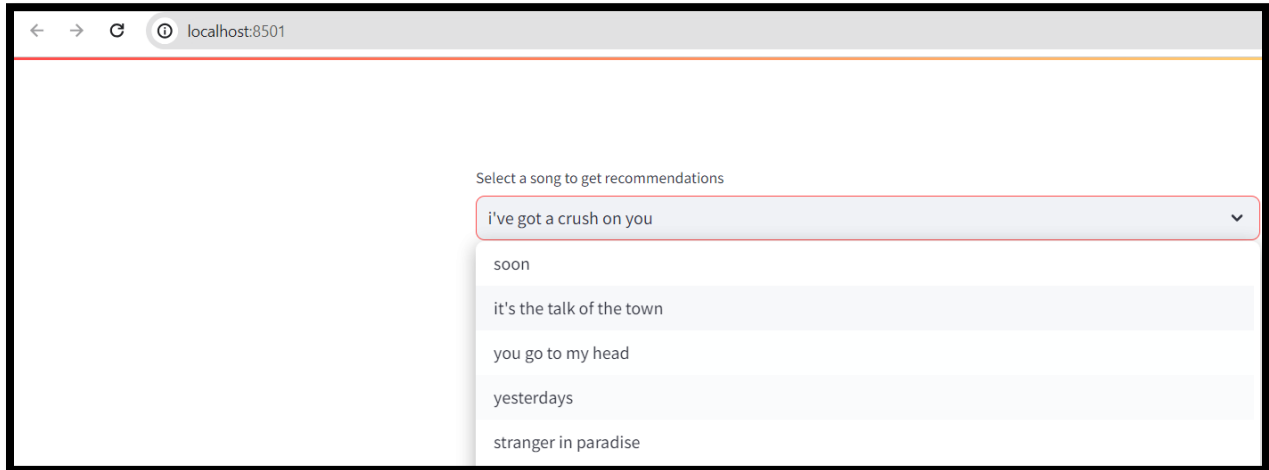 localhost:8501
Select a song to get recommendations
i've got a crush on you
soon
it's the talk of the town
you go to my head
yesterdays
stranger in paradise